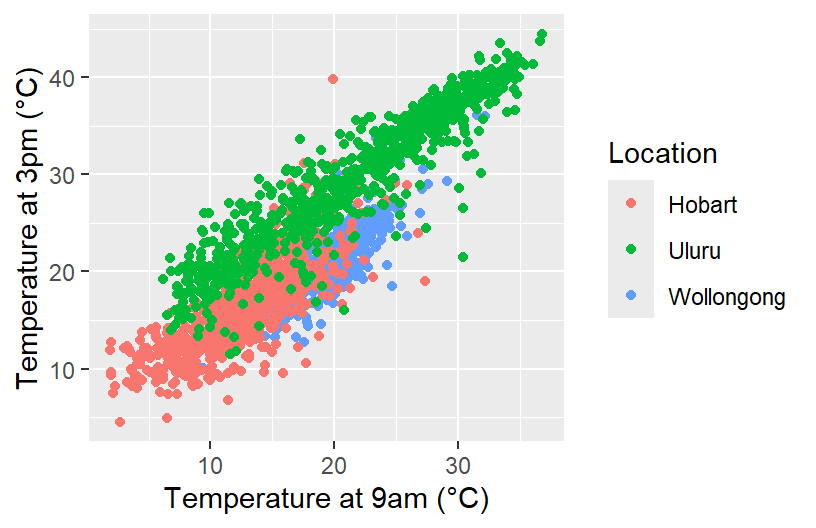 Temperature at 3pm (°C)
40
30
20
10
10
20
30
Temperature at 9am (°C)
Location
Hobart
Uluru
Wollongong